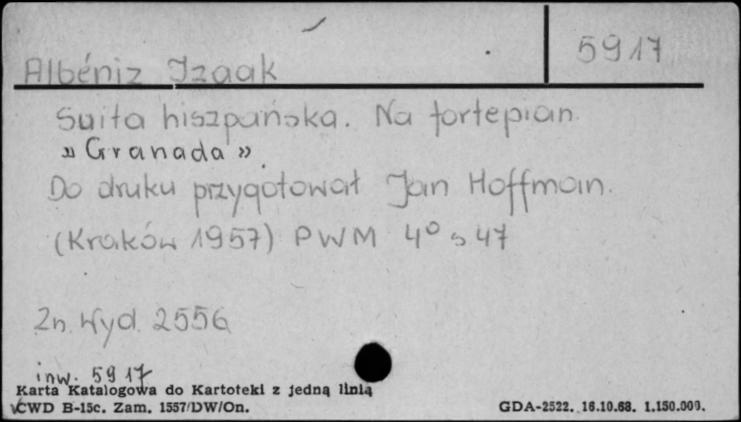 Albéniz Izaak 5917
Suita hiszpańska. Na fortepian.
„Granada”.
Do druku przygotował Jan Hoffman.
(Kraków 1957) PWM 4° s 47
Zn. Wyd. 2556
inw. 5917
Karta Katalogowa do Kartoteki z jedną linią
CWD B-15c. Zam. 1557/DW/On. GDA-2522. 16.10.68. 1.150.000.